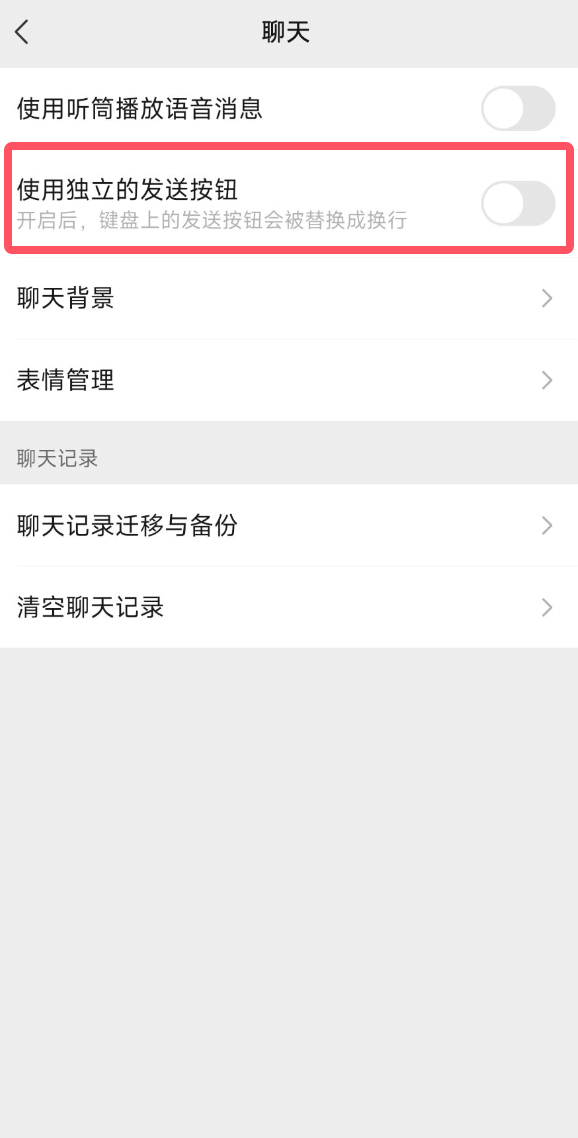 聊天
使用听筒播放语音消息
使用独立的发送按钮
开启后，键盘上的发送按钮会被替换成换行
聊天背景
表情管理
聊天记录
聊天记录迁移与备份
清空聊天记录